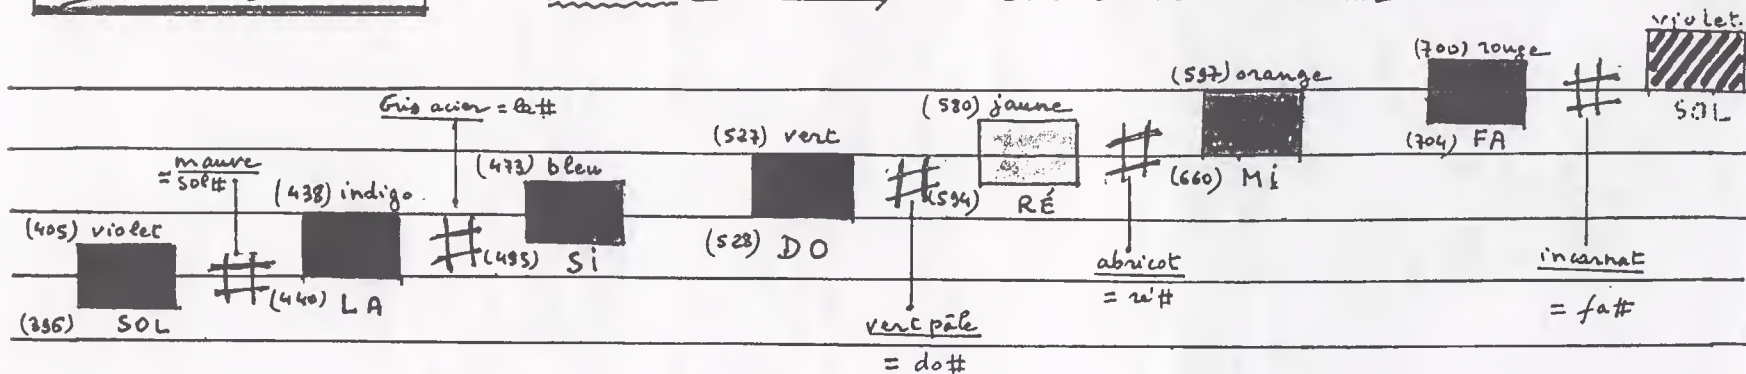 violet.
(700) rouge
(597) orange
SOL
Gris acier = la#
(580) jaune
(527) vert
(704) FA
mauve
= sol#
(473) bleu
(660) MI
(438) indigo.
(594) RÉ
(405) violet
(528) DO
(495) SI
abricot
= ré#
incarnat
= fa#
(440) LA
(396) SOL
vert pâle
= do#